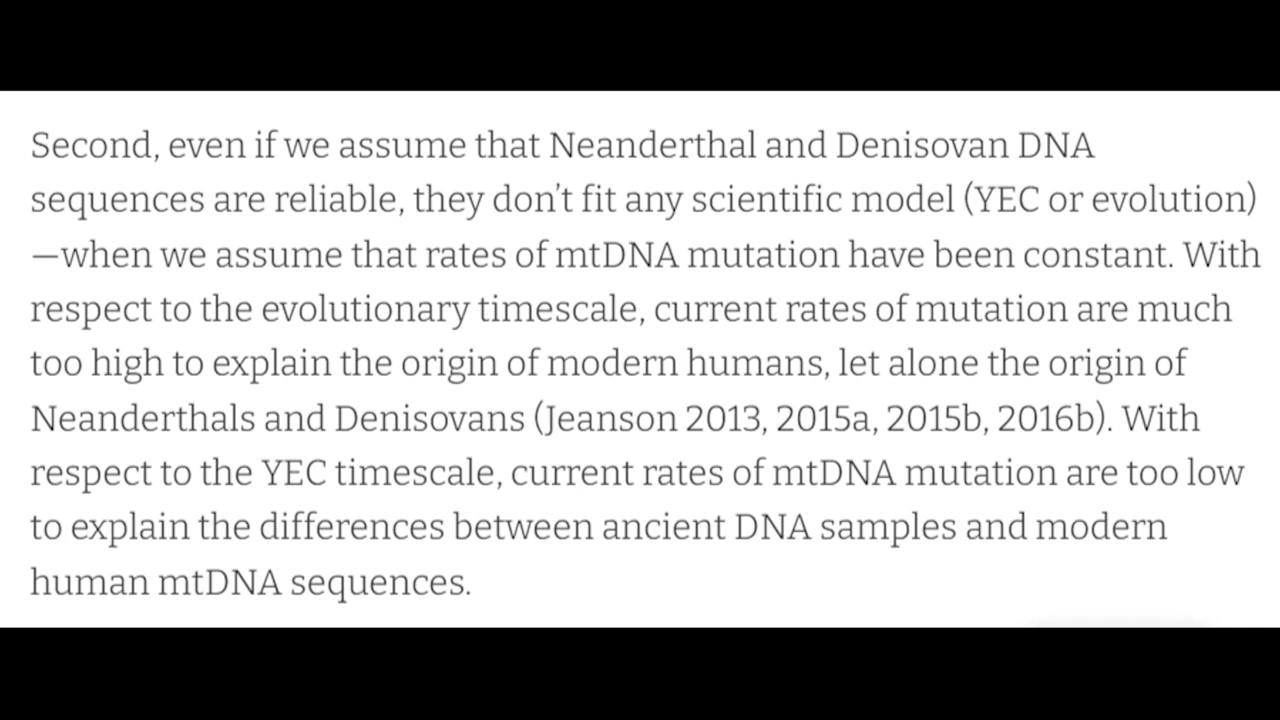 Second, even if we assume that Neanderthal and Denisovan DNA
sequences are reliable, they don’t fit any scientific model (YEC or evolution)
—when we assume that rates of mtDNA mutation have been constant. With
respect to the evolutionary timescale, current rates of mutation are much
too high to explain the origin of modern humans, let alone the origin of
Neanderthals and Denisovans (Jeanson 2013, 2015a, 2015b, 2016b). With
respect to the YEC timescale, current rates of mtDNA mutation are too low
to explain the differences between ancient DNA samples and modern
human mtDNA sequences.